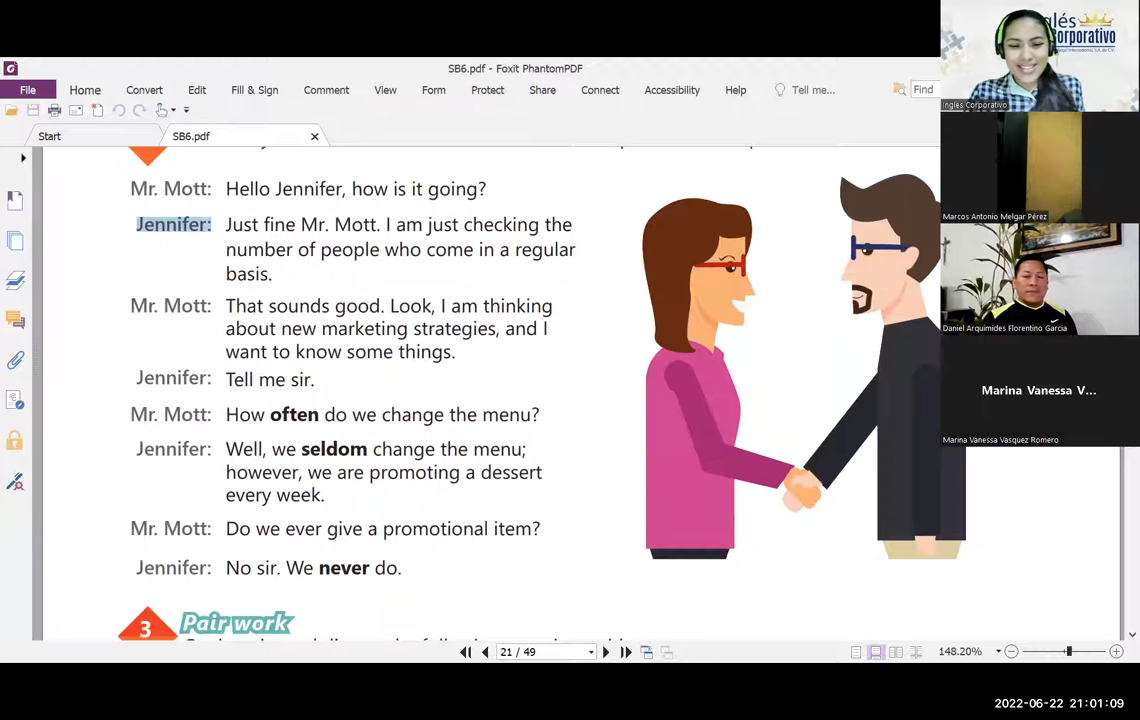 SB6.pdf - Foxit PhantomPDF
File Home Convert Edit Fill & Sign Comment View Form Protect Share Connect Accessibility Help Tell me... Find
Start SB6.pdf
Mr. Mott: Hello Jennifer, how is it going?
Jennifer: Just fine Mr. Mott. I am just checking the
number of people who come in a regular
basis.
Mr. Mott: That sounds good. Look, I am thinking
about new marketing strategies, and I
want to know some things.
Jennifer: Tell me sir.
Mr. Mott: How often do we change the menu?
Jennifer: Well, we seldom change the menu;
however, we are promoting a dessert
every week.
Mr. Mott: Do we ever give a promotional item?
Jennifer: No sir. We never do.
3 Pair work
21 / 49
148.20%
glés
orporativo
Inglés Corporativo
Marcos Antonio Melgar Pérez
Daniel Arquimides Florentino Garcia
Marina Vanessa V...
Marina Vanessa Vasquez Romero
2022-06-22 21:01:09